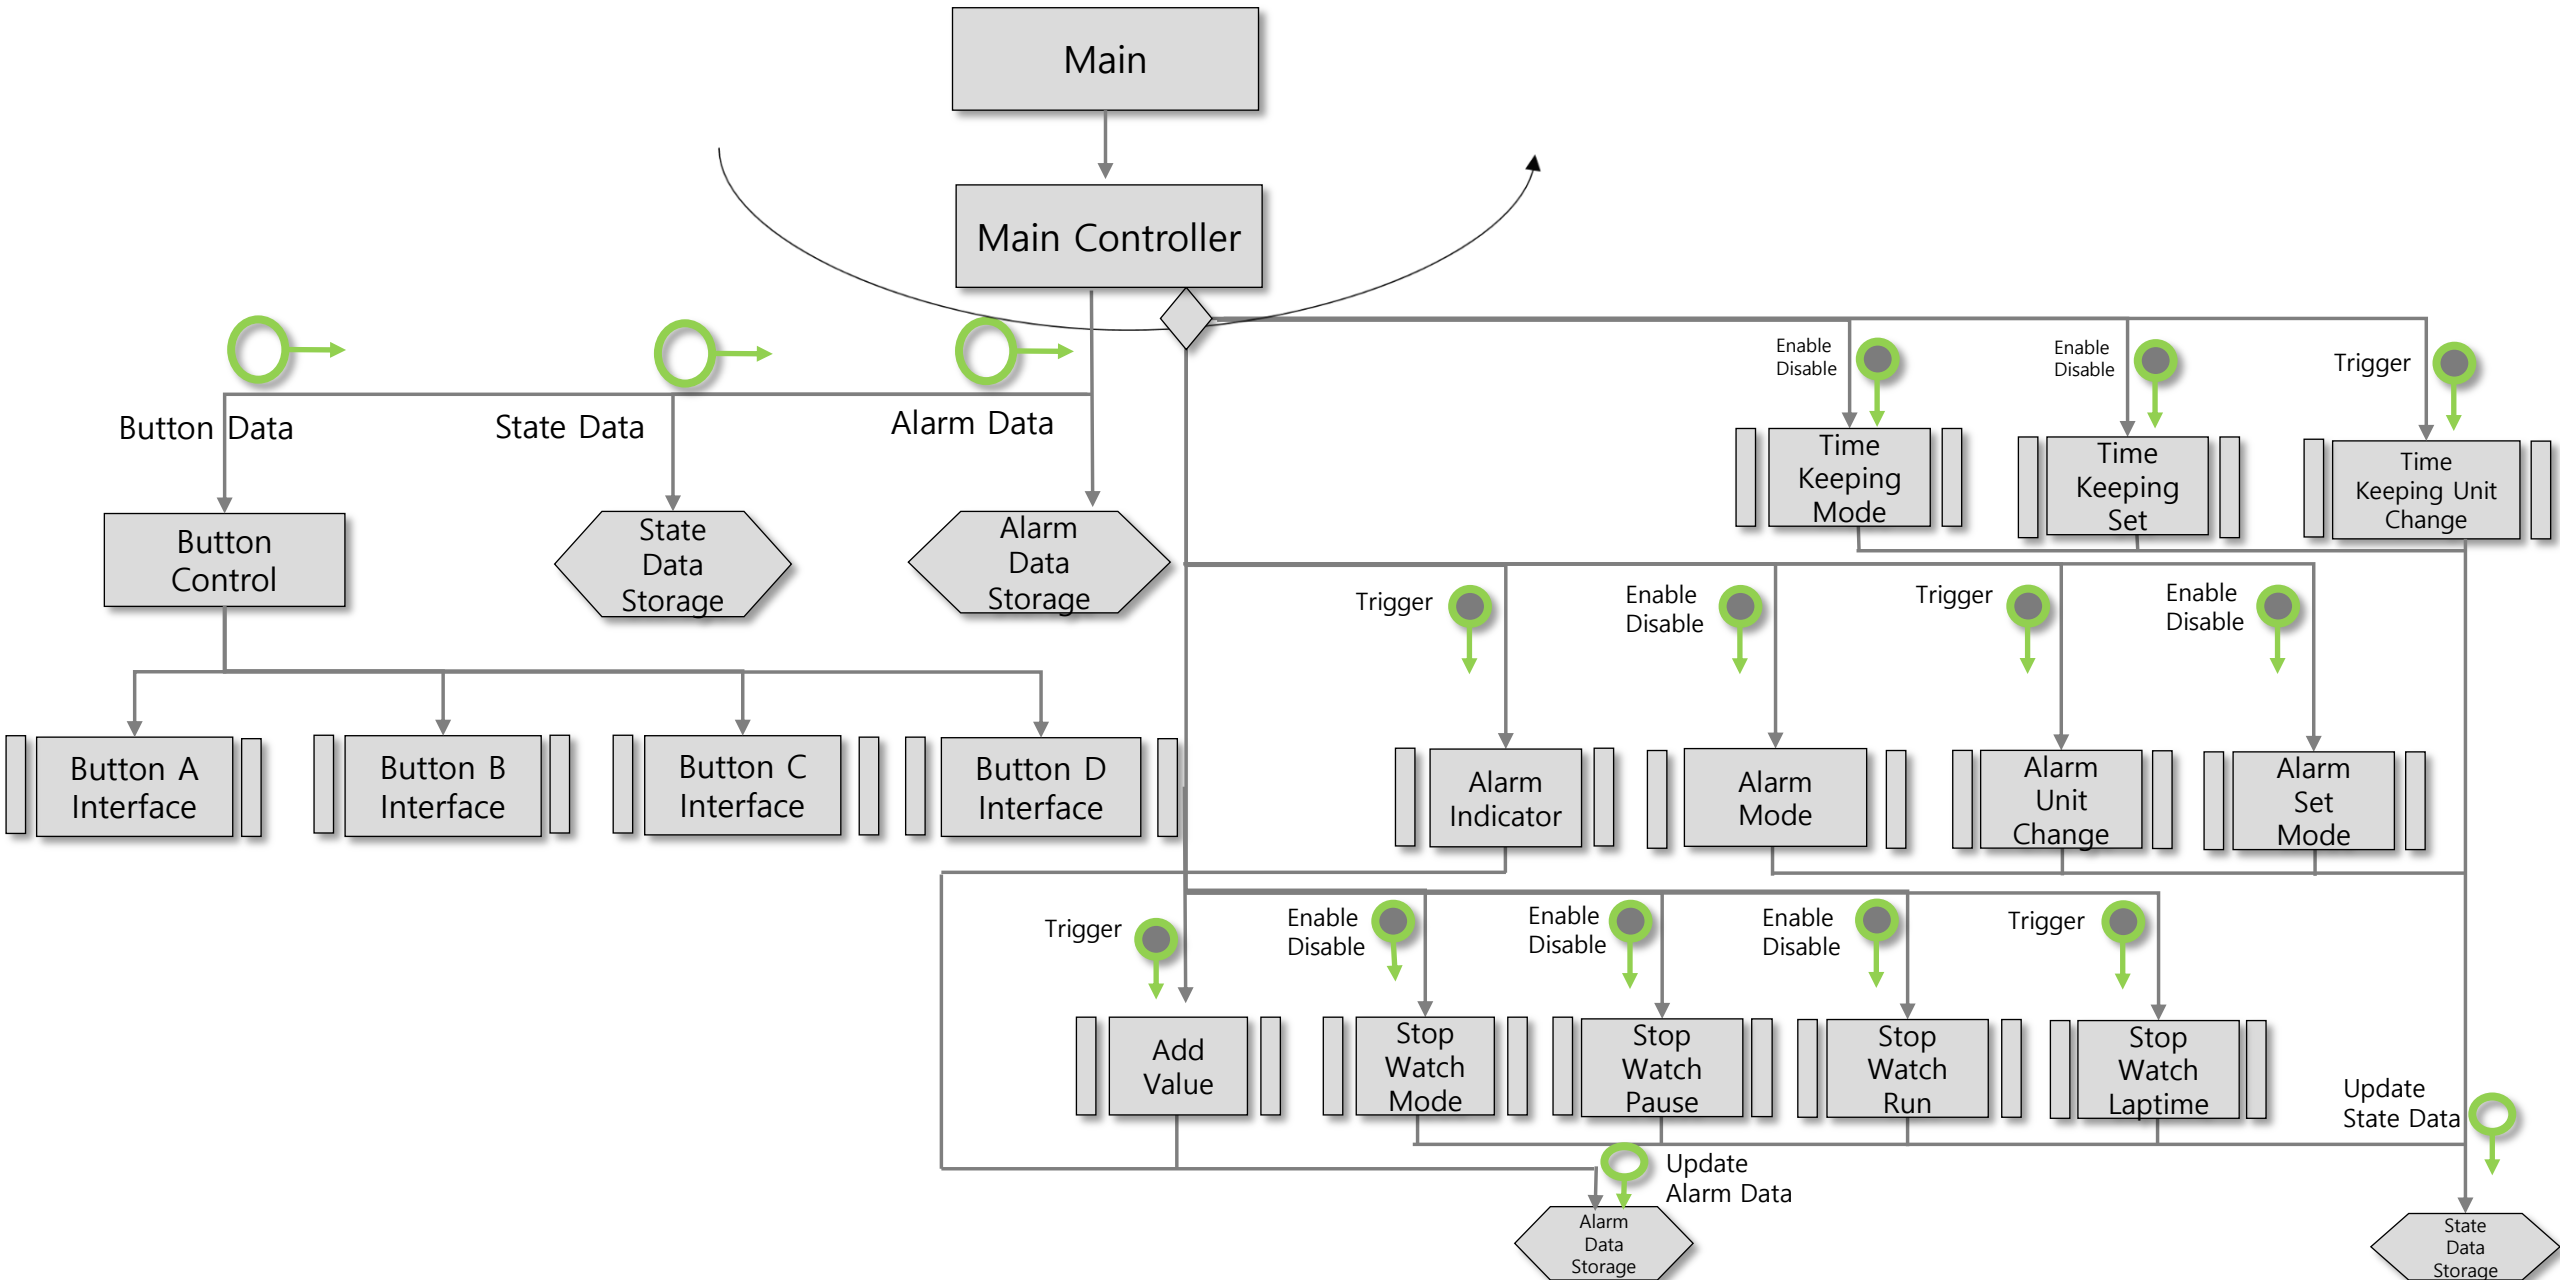 Main
Main Controller
Button Data
State Data
Alarm Data
Enable
Disable
Enable
Disable
Trigger
Button
Control
State
Data
Storage
Alarm
Data
Storage
Time
Keeping
Mode
Time
Keeping
Set
Time
Keeping Unit
Change
Trigger
Enable
Disable
Trigger
Enable
Disable
Button A
Interface
Button B
Interface
Button C
Interface
Button D
Interface
Alarm
Indicator
Alarm
Mode
Alarm
Unit
Change
Alarm
Set
Mode
Trigger
Enable
Disable
Enable
Disable
Enable
Disable
Trigger
Add
Value
Stop
Watch
Mode
Stop
Watch
Pause
Stop
Watch
Run
Stop
Watch
Laptime
Update
State Data
Update
Alarm Data
Alarm
Data
Storage
State
Data
Storage